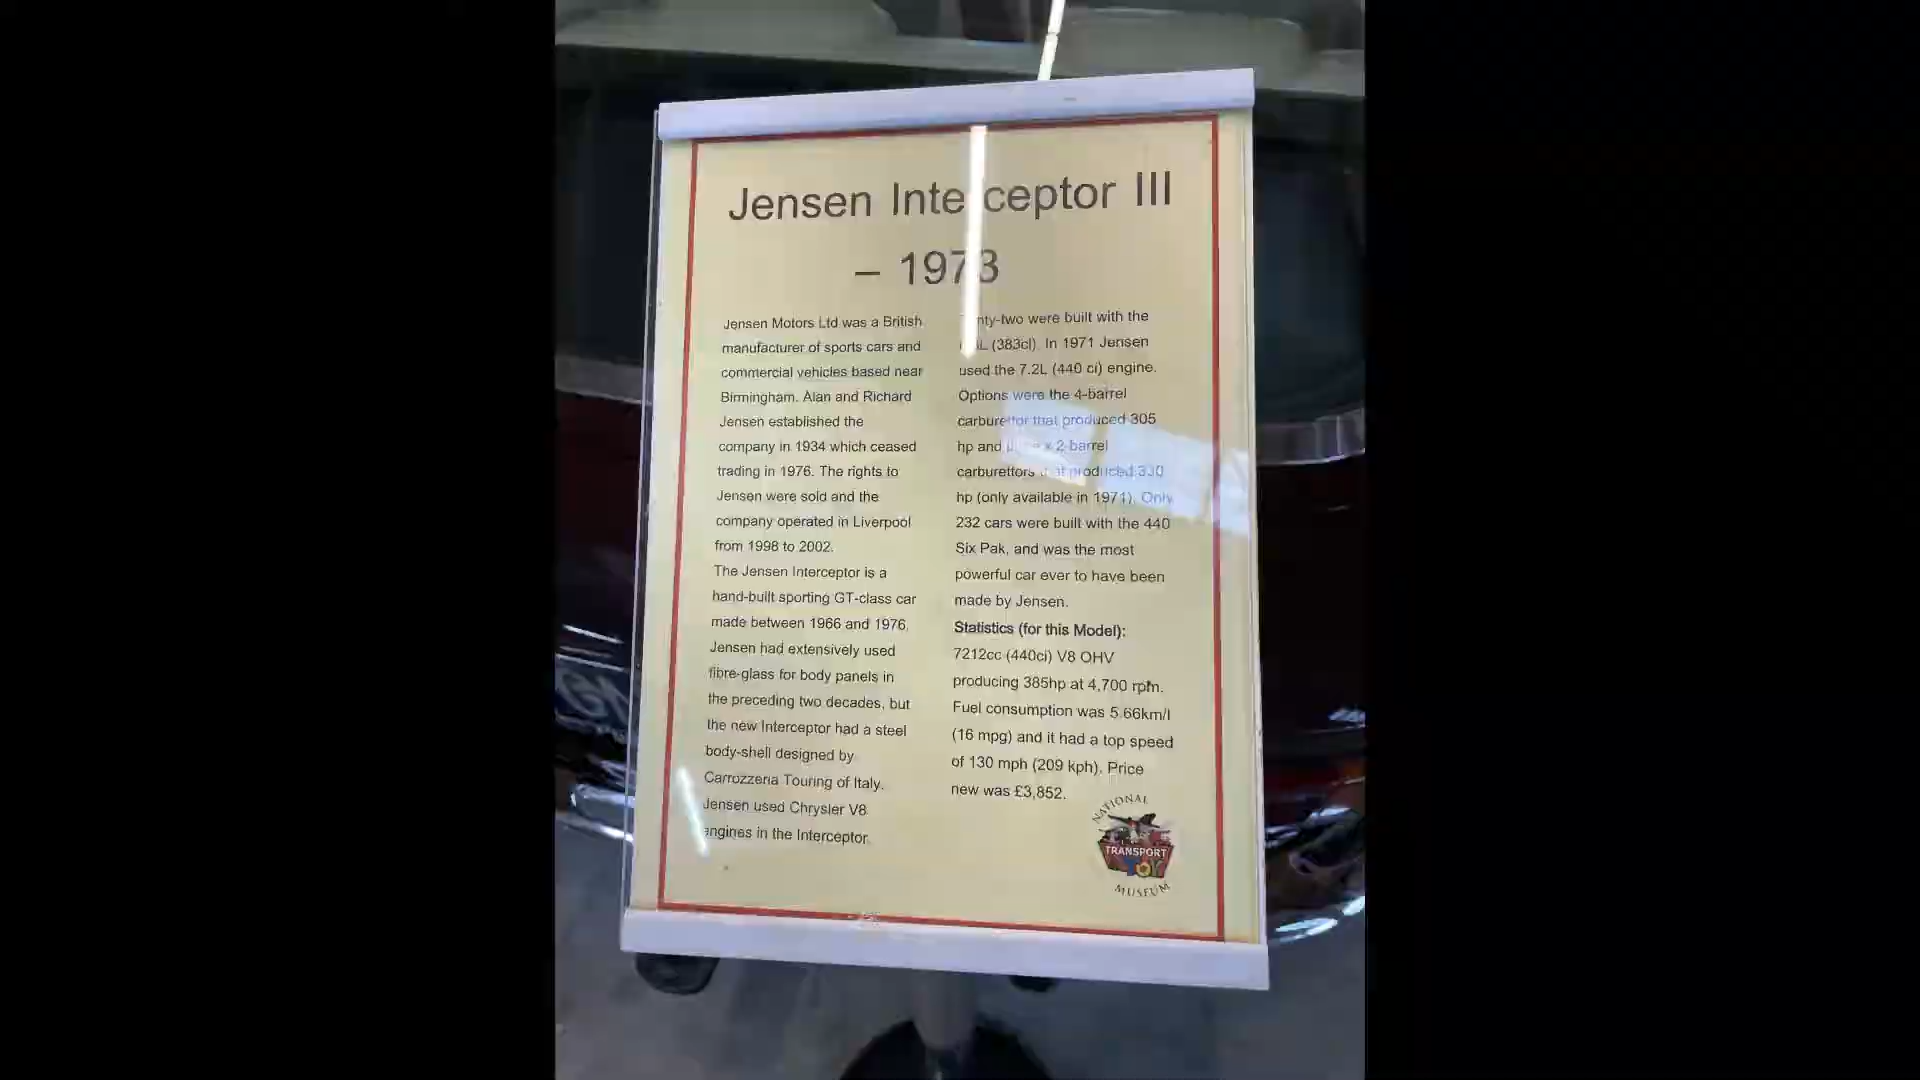 Jensen Interceptor III
– 1973
Jensen Motors Ltd was a British
manufacturer of sports cars and
commercial vehicles based near
Birmingham. Alan and Richard
Jensen established the
company in 1934 which ceased
trading in 1976. The rights to
Jensen were sold and the
company operated in Liverpool
from 1998 to 2002.
The Jensen Interceptor is a
hand-built sporting GT-class car
made between 1966 and 1976.
Jensen had extensively used
fibre-glass for body panels in
the preceding two decades, but
the new Interceptor had a steel
body-shell designed by
Carrozzeria Touring of Italy.
Jensen used Chrysler V8
engines in the Interceptor.
were built with the
(383ci). In 1971 Jensen
used the 7.2L (440 ci) engine.
Options were the 4-barrel
carburettor that produced 305
hp and x 2-barrel
carburettors that produced 330
hp (only available in 1971). Only
232 cars were built with the 440
Six Pak, and was the most
powerful car ever to have been
made by Jensen.
Statistics (for this Model):
7212cc (440ci) V8 OHV
producing 385hp at 4,700 rpm.
Fuel consumption was 5.66km/l
(16 mpg) and it had a top speed
of 130 mph (209 kph). Price
new was £3,852.
NATIONAL
TRANSPORT
TOY
MUSEUM